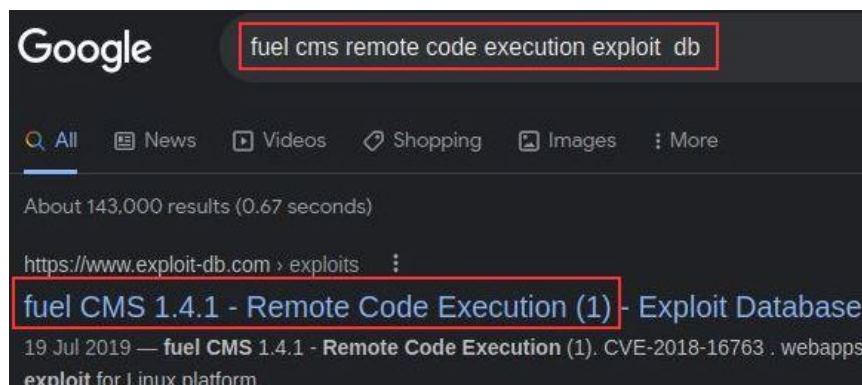 Google
fuel cms remote code execution exploit db
All News Videos Shopping Images More
About 143,000 results (0.67 seconds)
https://www.exploit-db.com › exploits
fuel CMS 1.4.1 - Remote Code Execution (1) - Exploit Database
19 Jul 2019 — fuel CMS 1.4.1 - Remote Code Execution (1). CVE-2018-16763 . webapps
exploit for Linux platform